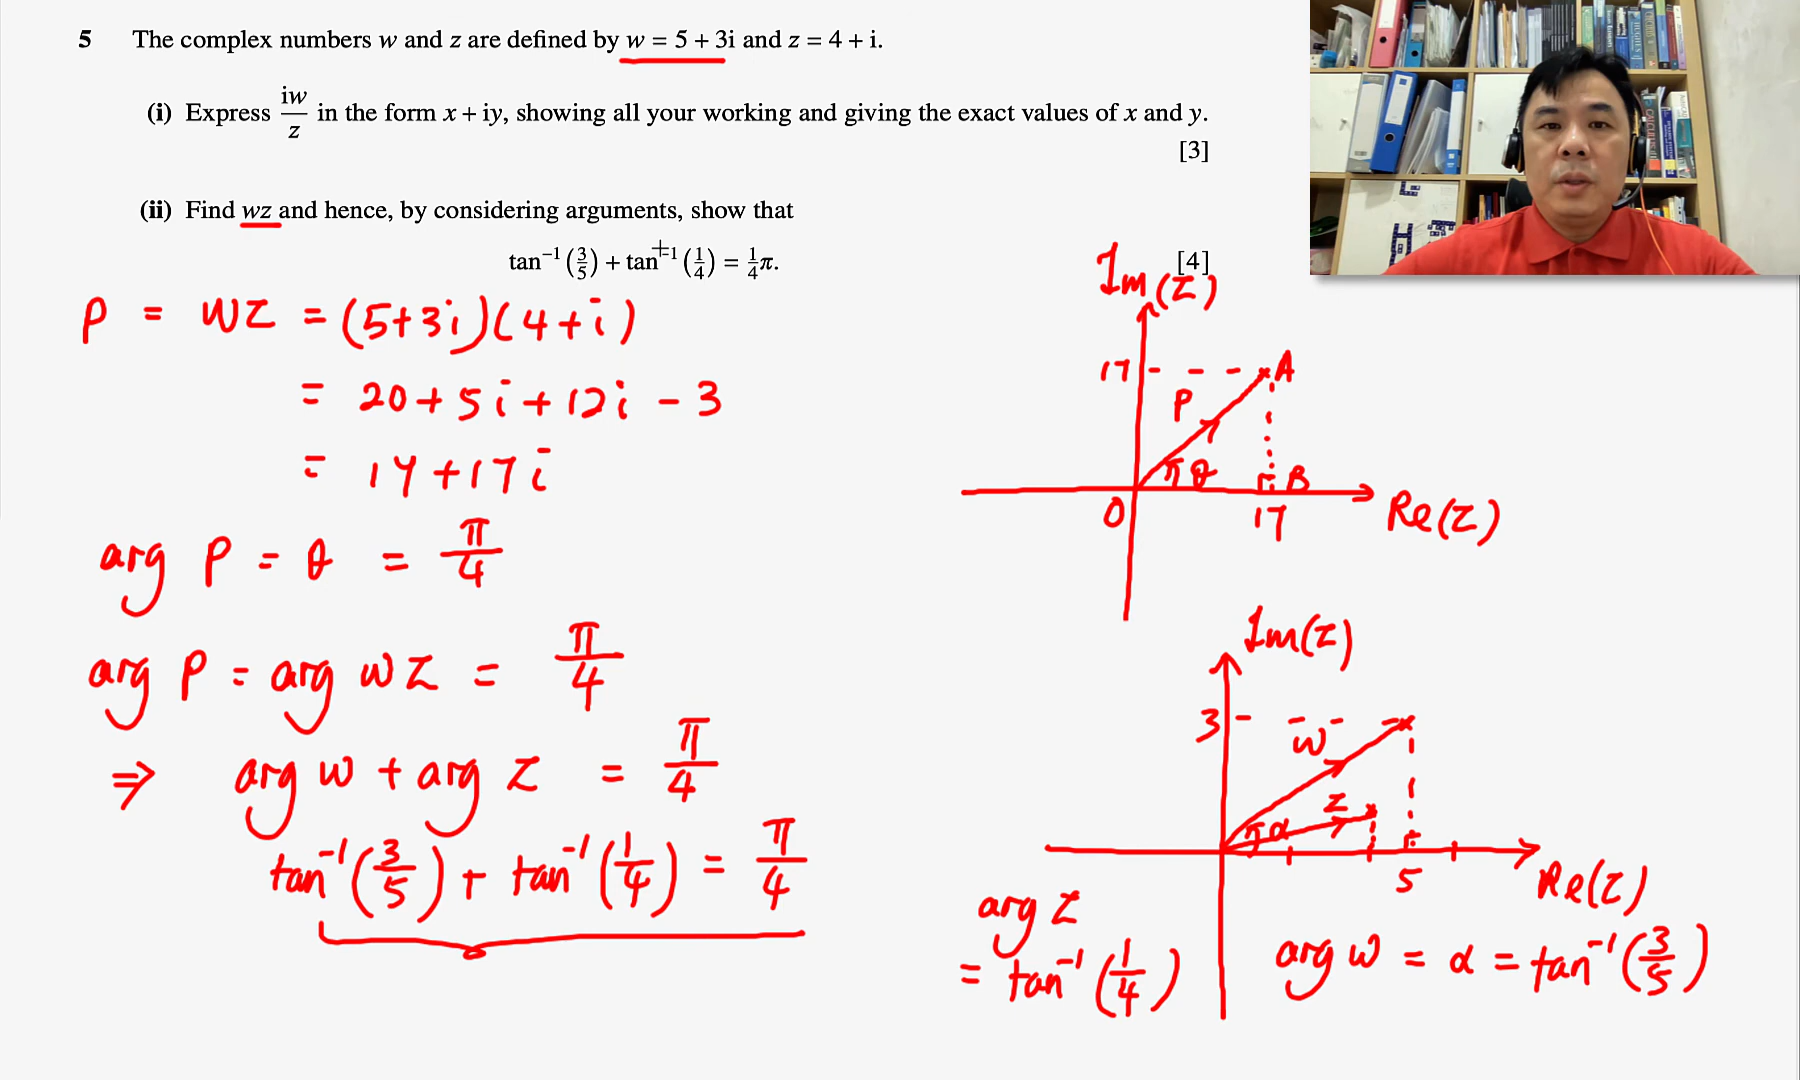 5 The complex numbers w and z are defined by w = 5 + 3i and z = 4 + i.
(i) Express iw/z in the form x + iy, showing all your working and giving the exact values of x and y.
[3]
(ii) Find wz and hence, by considering arguments, show that
tan⁻¹(3/5) + tan⁻¹(1/4) = 1/4 π.
[4]
P = wz = (5+3i)(4+i)
= 20+5i+12i-3
= 17+17i
arg P = θ = π/4
arg P = arg wz = π/4
⇒ arg w + arg z = π/4
tan⁻¹(3/5) + tan⁻¹(1/4) = π/4
Im(z)
17
A
P
θ
B
0
17
Re(z)
Im(z)
3
w
z
α
5
Re(z)
arg z
= tan⁻¹(1/4)
arg w = α = tan⁻¹(3/5)